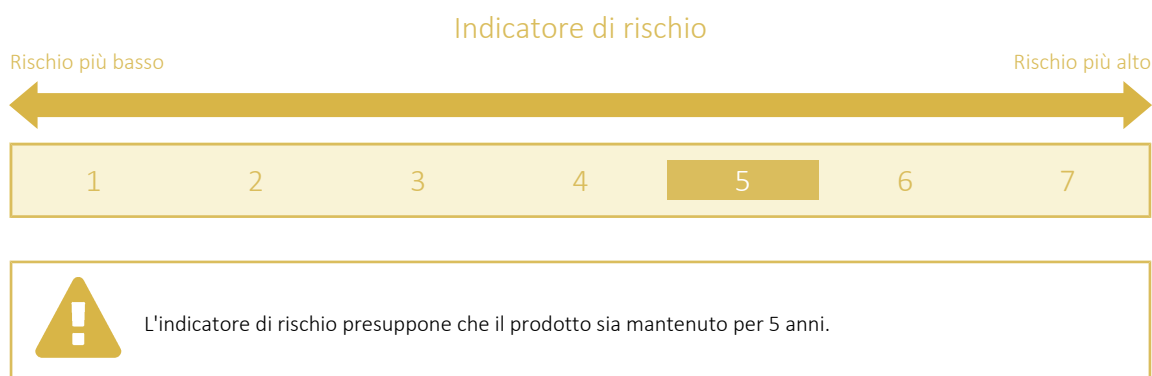 Indicatore di rischio
Rischio più basso Rischio più alto
1 2 3 4 5 6 7
L'indicatore di rischio presuppone che il prodotto sia mantenuto per 5 anni.